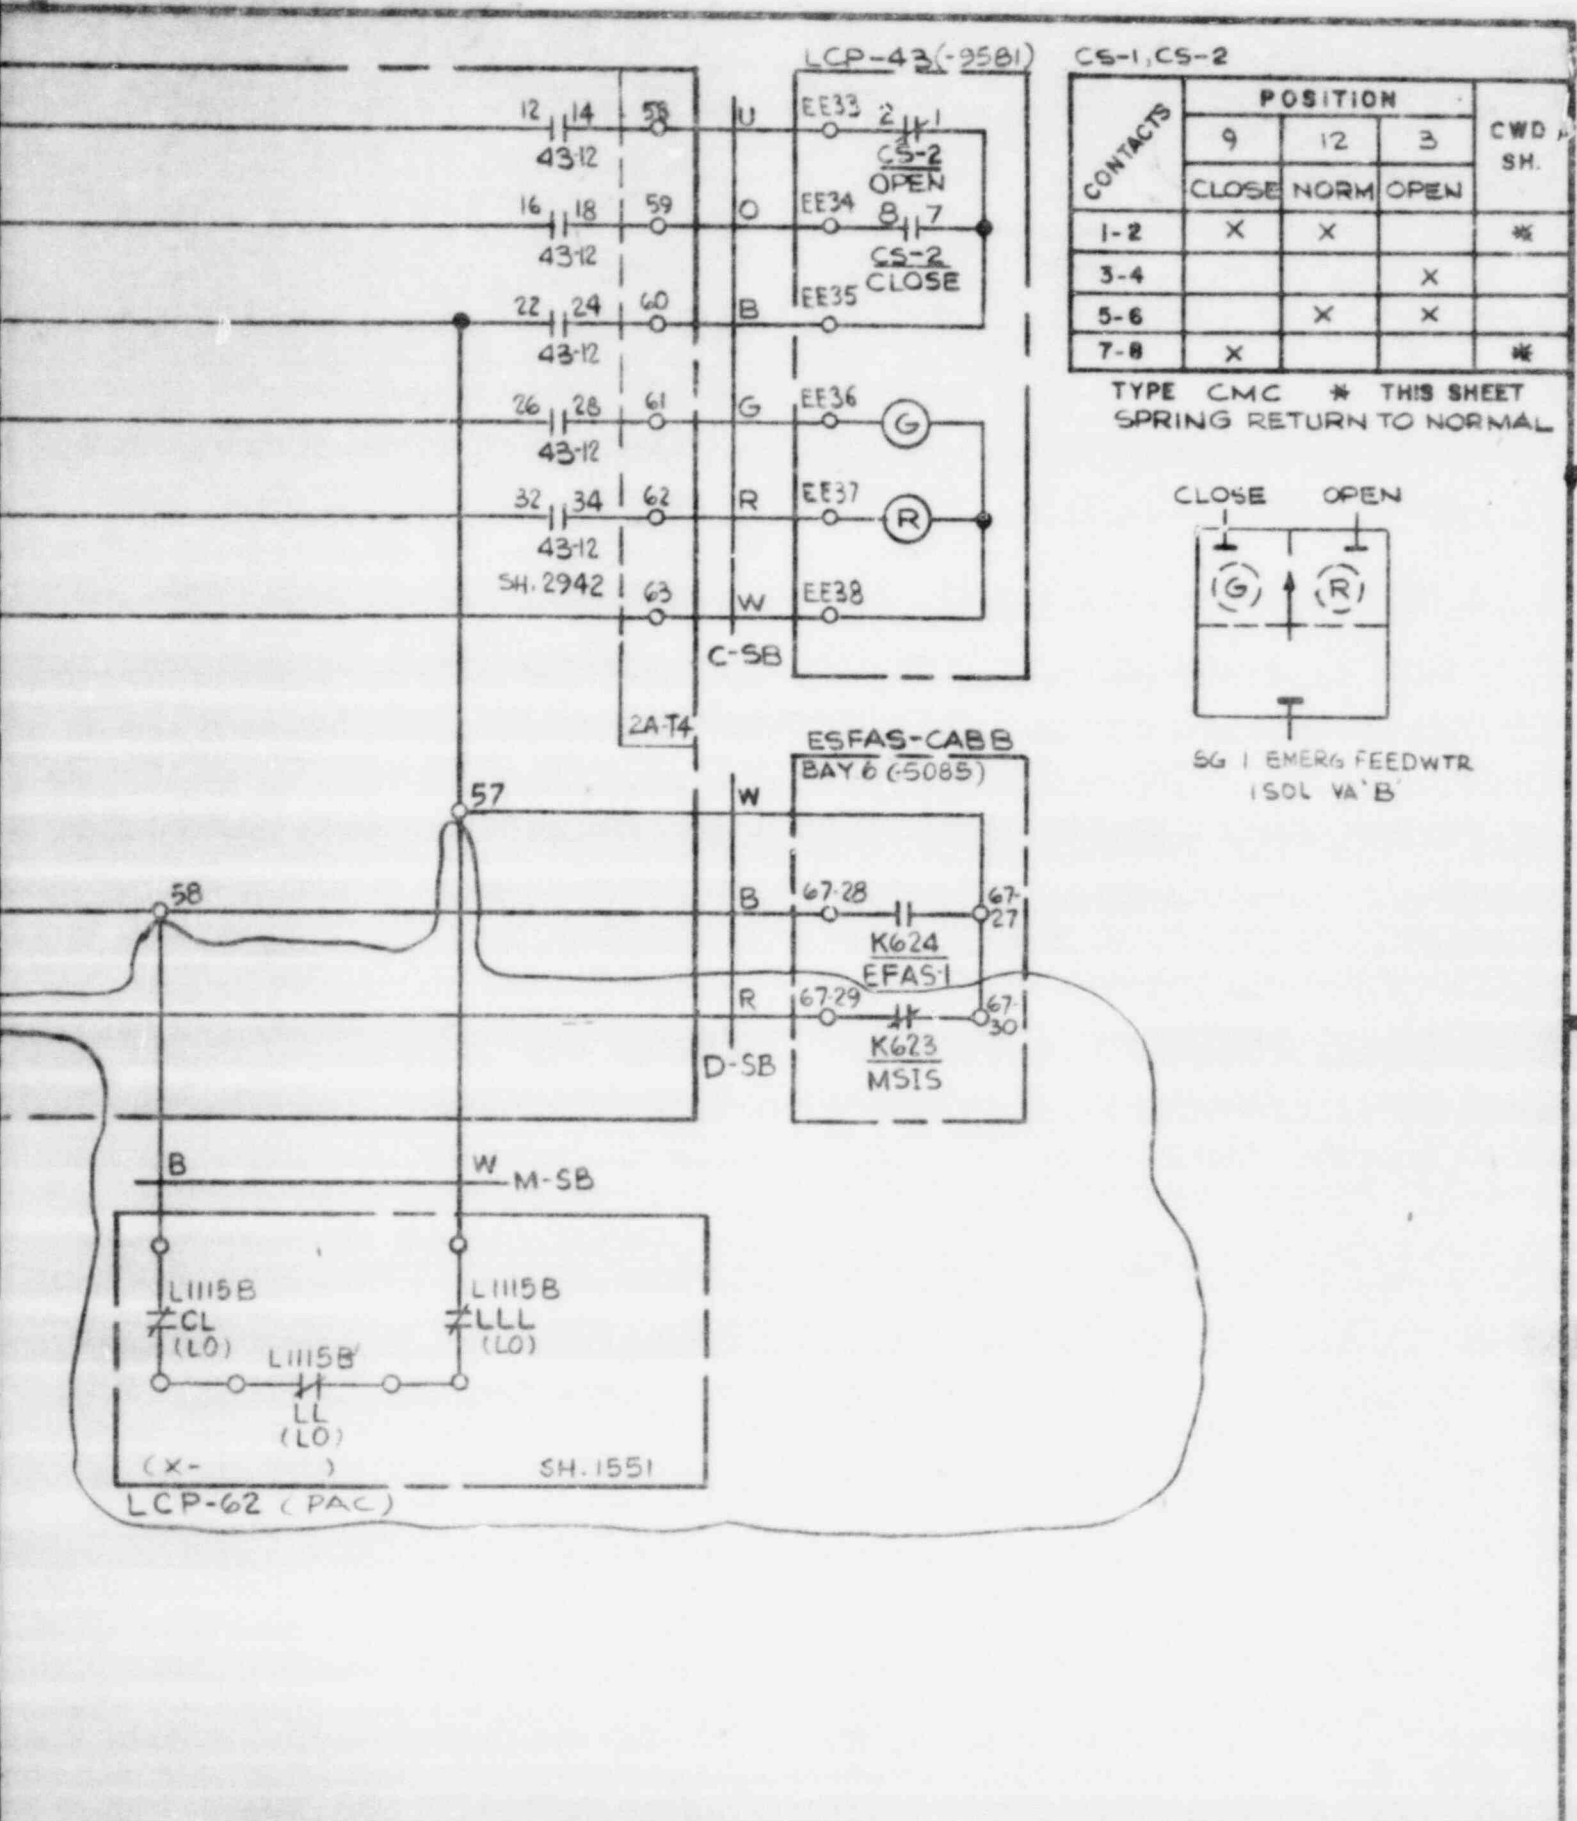 LCP-43(-9581)
CS-1, CS-2
CONTACTS
POSITION
CWD SH.
9 12 3
CLOSE NORM OPEN
1-2 X X *
3-4 X
5-6 X X
7-8 X *
TYPE CMC * THIS SHEET
SPRING RETURN TO NORMAL
12 14 58 U EE33 2 1
43-12 CS-2
OPEN
16 18 59 O EE34 8 7
43-12 CS-2
CLOSE
22 24 60 B EE35
43-12
26 28 61 G EE36 G
43-12
32 34 62 R EE37 R
43-12
SH. 2942 63 W EE38
C-SB
2A-T4
CLOSE OPEN
G R
SG 1 EMERG FEEDWTR
ISOL VA 'B'
ESFAS-CAB B
BAY 6 (-5085)
57 W
58 B 67-28 67-27
K624
EFAS-1
R 67-29 67-30
K623
MSIS
D-SB
B W M-SB
L1115B L1115B
CL LLL
(LO) (LO)
L1115B
LL
(LO)
(X- ) SH. 1551
LCP-62 (PAC)